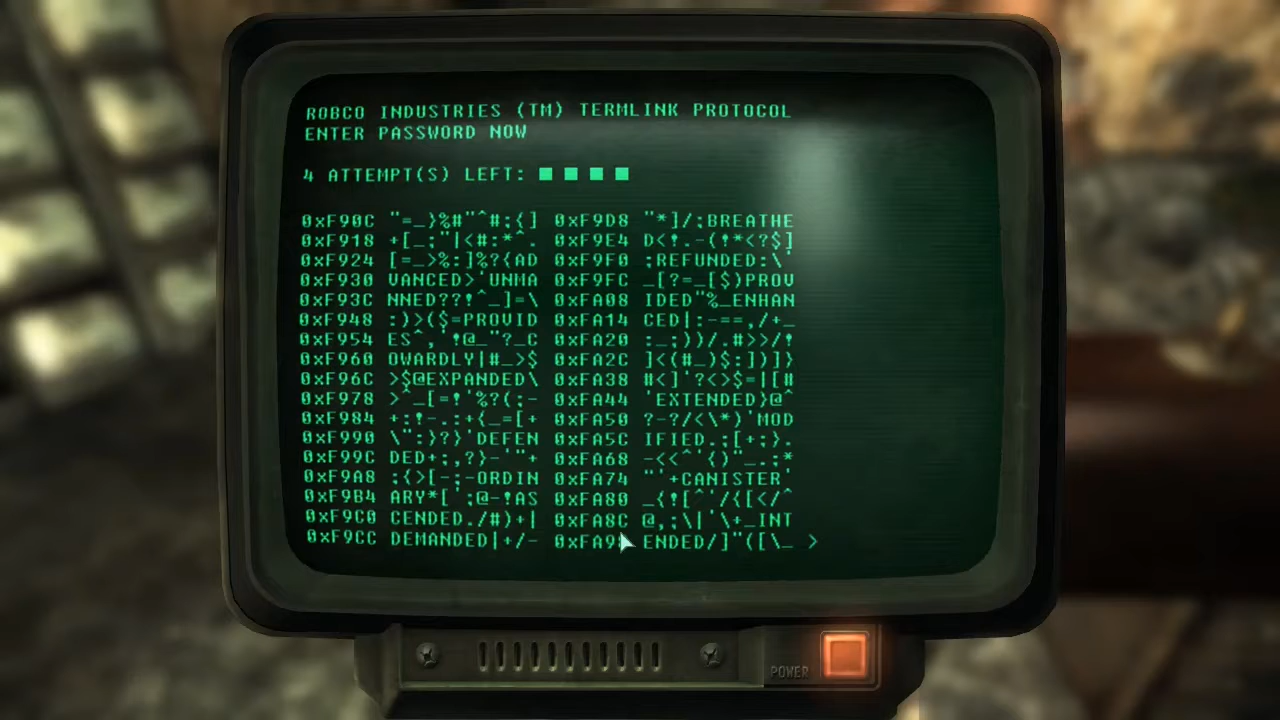 ROBCO INDUSTRIES (TM) TERMLINK PROTOCOL
ENTER PASSWORD NOW
4 ATTEMPT(S) LEFT: ■ ■ ■ ■
0xF90C "=_}%#"^#;{] 0xF9D8 "*]/;BREATHE
0xF918 +[_;"|<#:*^. 0xF9E4 D<!.-(!*<?$]
0xF924 [=_>%:]%?{AD 0xF9F0 ;REFUNDED:\'
0xF930 VANCED>'UNMA 0xF9FC _[?=_[$)PROV
0xF93C NNED??!^_]=\ 0xFA08 IDED"%_ENHAN
0xF948 :)>($=PROVID 0xFA14 CED|:-==,/+_
0xF954 ES^,'!@_"?_C 0xFA20 :_;))/.#>>/!
0xF960 OWARDLY|#_>$ 0xFA2C ]<(#_)$:])]}
0xF96C >$@EXPANDED\ 0xFA38 #<]'?<>$=|[#
0xF978 >^_[=!'%?(;- 0xFA44 'EXTENDED}@^
0xF984 +:!-.:+{_=[+ 0xFA50 ?-?/<\*)'MOD
0xF990 \":}?}'DEFEN 0xFA5C IFIED.;[+;}.
0xF99C DED+;,?}-'"+ 0xFA68 -<<^'{}"_.;*
0xF9A8 :{>[-;-ORDIN 0xFA74 "'+CANISTER'
0xF9B4 ARY*[';@-!AS 0xFA80 _{![^'/{[</^
0xF9C0 CENDED./#)+| 0xFA8C @,;\|'\+_INT
0xF9CC DEMANDED|+/- ENDED/]"([\_ >
POWER